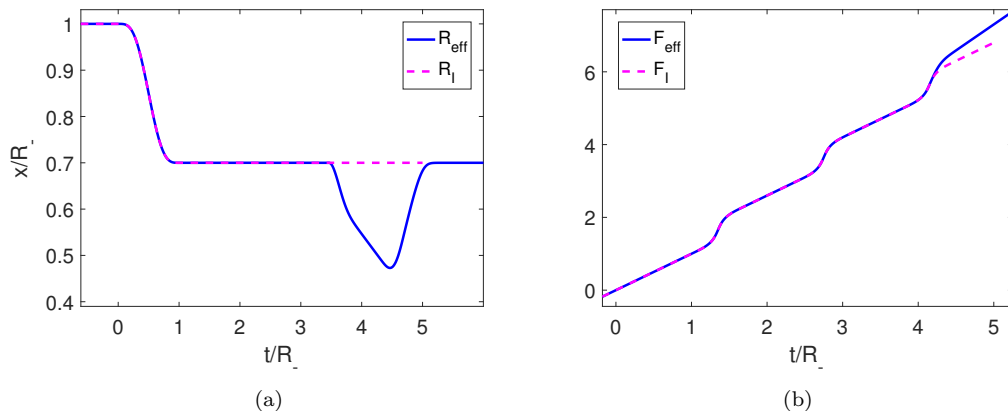 1
0.9
0.8
0.7
0.6
0.5
0.4
0 1 2 3 4 5
x/R_-
t/R_-
R_eff
R_I
(a)
6
4
2
0
0 1 2 3 4 5
t/R_-
F_eff
F_I
(b)